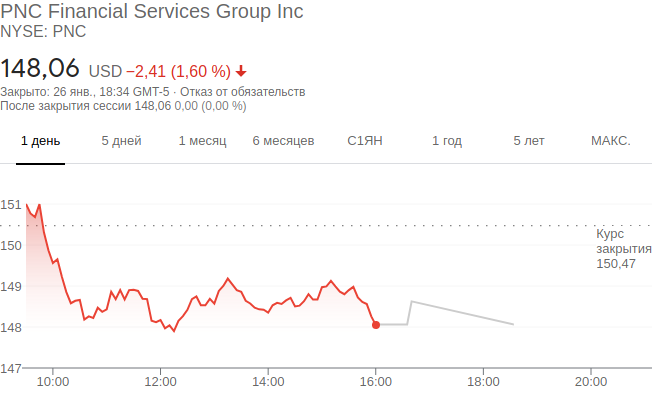 PNC Financial Services Group Inc
NYSE: PNC
148,06 USD −2,41 (1,60 %)
Закрыто: 26 янв., 18:34 GMT-5 · Отказ от обязательств
После закрытия сессии 148,06 0,00 (0,00 %)
1 день 5 дней 1 месяц 6 месяцев С1ЯН 1 год 5 лет МАКС.
151
Курс
закрытия
150,47
150
149
148
147
10:00 12:00 14:00 16:00 18:00 20:00